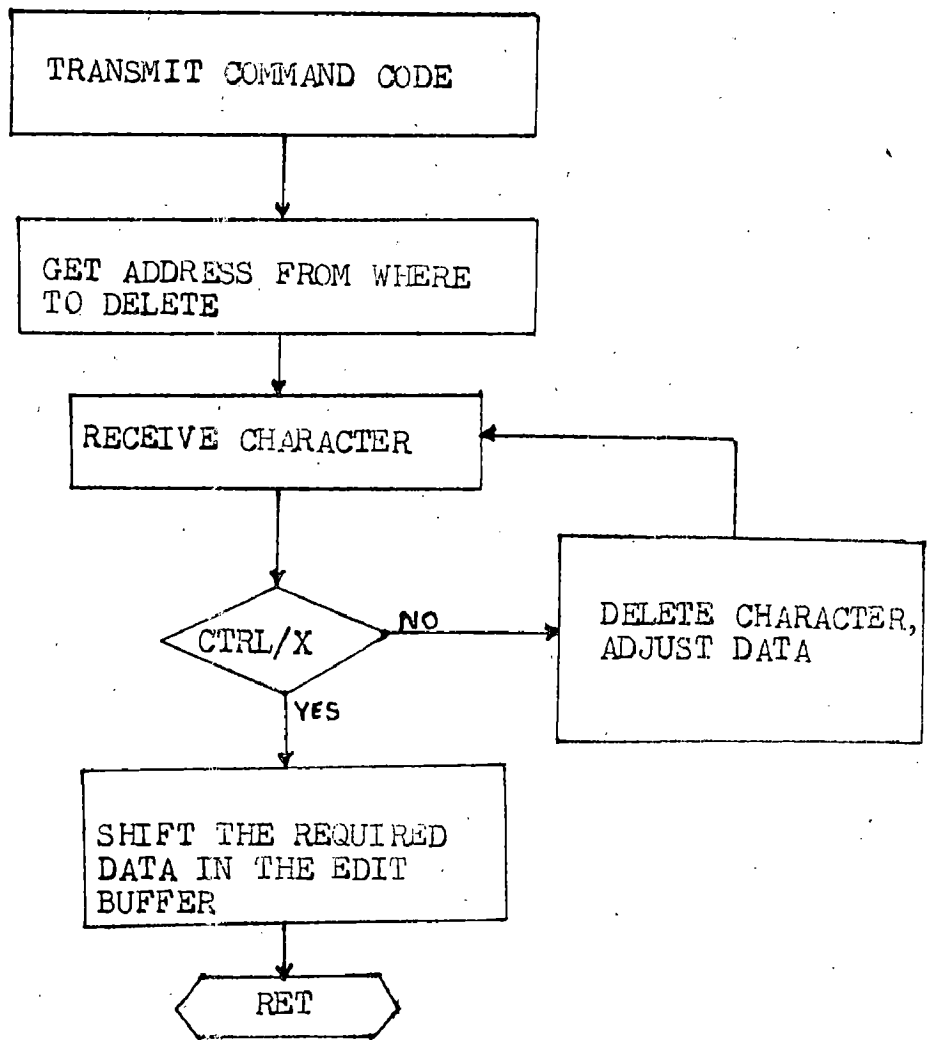 TRANSMIT COMMAND CODE
GET ADDRESS FROM WHERE
TO DELETE
RECEIVE CHARACTER
CTRL/X
NO
DELETE CHARACTER,
ADJUST DATA
YES
SHIFT THE REQUIRED
DATA IN THE EDIT
BUFFER
RET